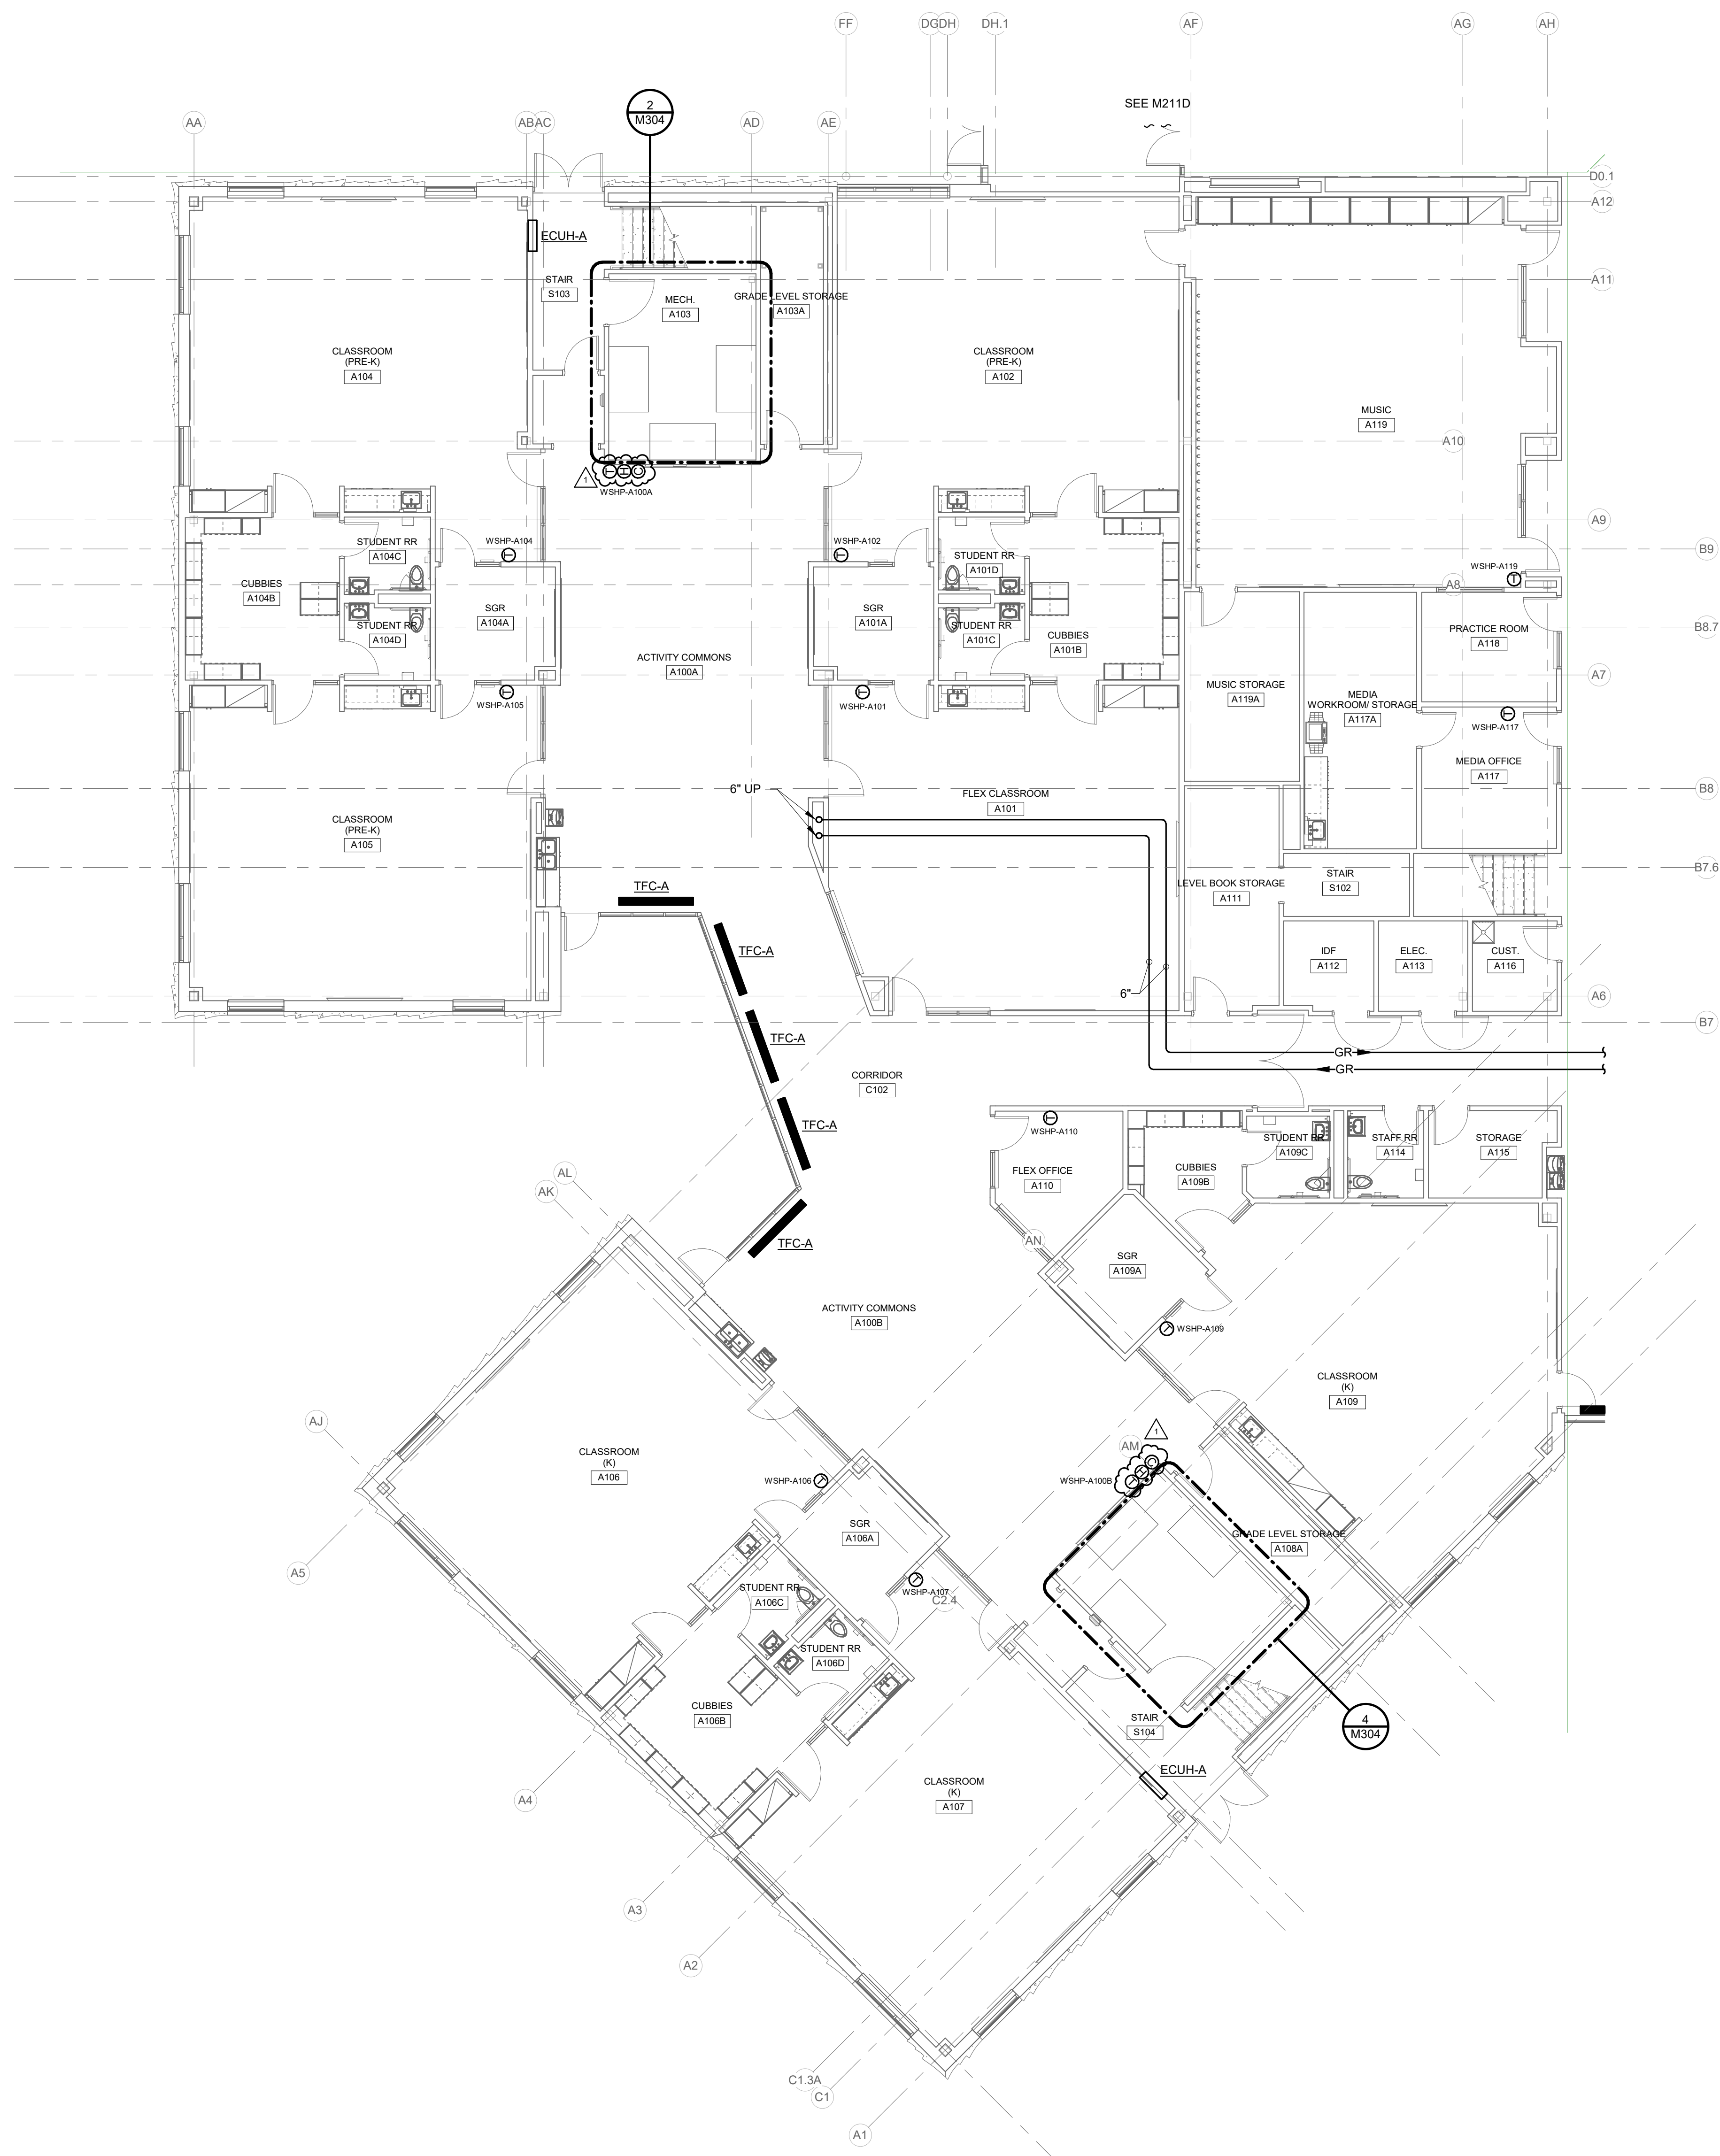 FF
DG
DH
DH.1
AF
AG
AH
SEE M211D
2
M304
AA
AB
AC
AD
AE
D0.1
A12
A11
ECUH-A
STAIR
S103
MECH.
A103
GRADE LEVEL STORAGE
A103A
CLASSROOM
(PRE-K)
A104
CLASSROOM
(PRE-K)
A102
MUSIC
A119
A10
1
T
H
C
WSHP-A100A
A9
B9
WSHP-A104
WSHP-A102
WSHP-A119
STUDENT RR
A104C
STUDENT RR
A101D
A8
CUBBIES
A104B
SGR
A104A
SGR
A101A
STUDENT RR
A104D
STUDENT RR
A101C
CUBBIES
A101B
PRACTICE ROOM
A118
B8.7
ACTIVITY COMMONS
A100A
A7
MUSIC STORAGE
A119A
MEDIA
WORKROOM/ STORAGE
A117A
WSHP-A105
WSHP-A101
WSHP-A117
MEDIA OFFICE
A117
6" UP
FLEX CLASSROOM
A101
B8
CLASSROOM
(PRE-K)
A105
B7.6
STAIR
S102
LEVEL BOOK STORAGE
A111
TFC-A
TFC-A
IDF
A112
ELEC.
A113
CUST.
A116
6"
A6
B7
TFC-A
GR
GR
CORRIDOR
C102
TFC-A
WSHP-A110
STUDENT RR
A109C
STAFF RR
A114
STORAGE
A115
FLEX OFFICE
A110
CUBBIES
A109B
AL
AK
AN
TFC-A
SGR
A109A
ACTIVITY COMMONS
A100B
WSHP-A109
CLASSROOM
(K)
A109
AJ
1
AM
T
H
C
WSHP-A100B
CLASSROOM
(K)
A106
WSHP-A106
SGR
A106A
GRADE LEVEL STORAGE
A108A
A5
STUDENT RR
A106C
WSHP-A107
C2.4
STUDENT RR
A106D
CUBBIES
A106B
STAIR
S104
4
M304
ECUH-A
CLASSROOM
(K)
A107
A4
A3
A2
C1.3A
C1
A1